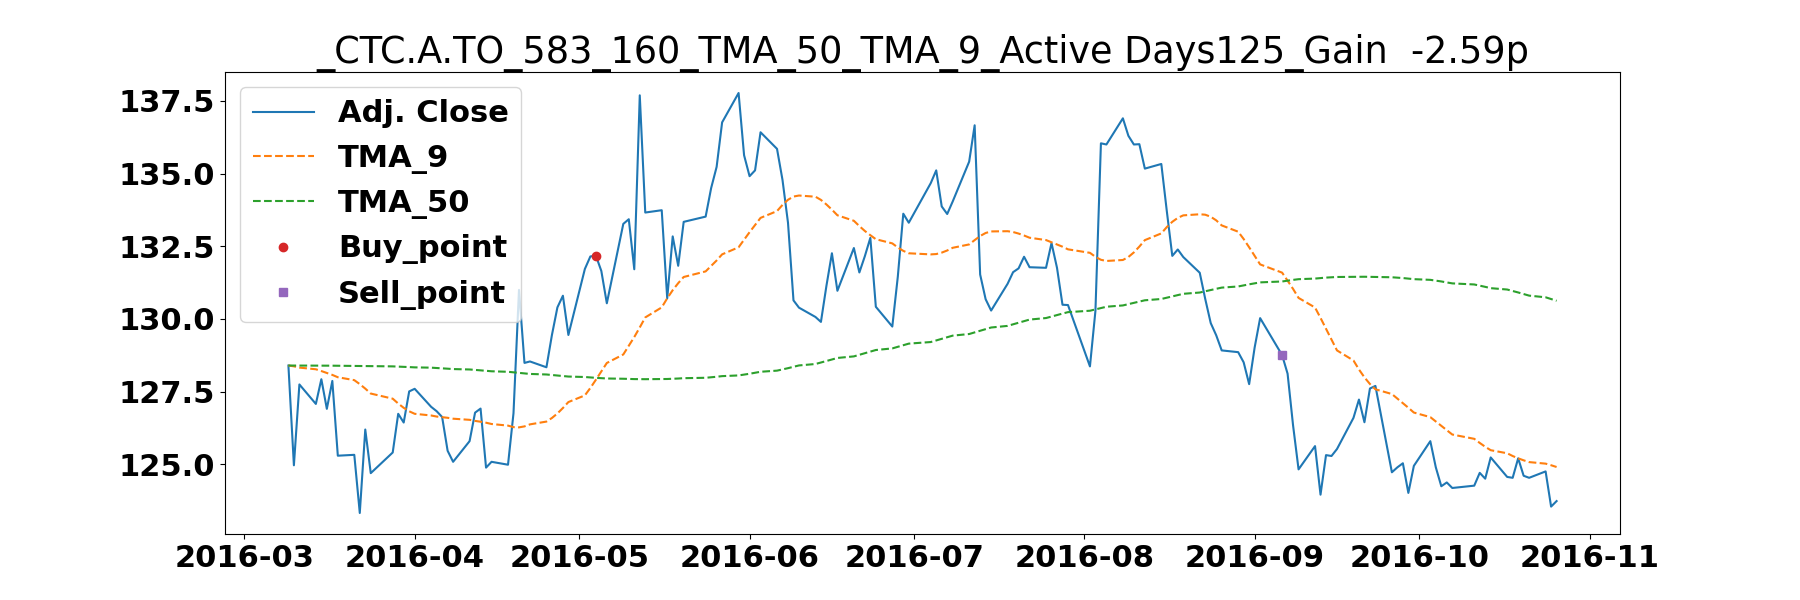 _CTC.A.TO_583_160_TMA_50_TMA_9_Active Days125_Gain  -2.59p
137.5
135.0
132.5
130.0
127.5
125.0
Adj. Close
TMA_9
TMA_50
Buy_point
Sell_point
2016-03 2016-04 2016-05 2016-06 2016-07 2016-08 2016-09 2016-10 2016-11